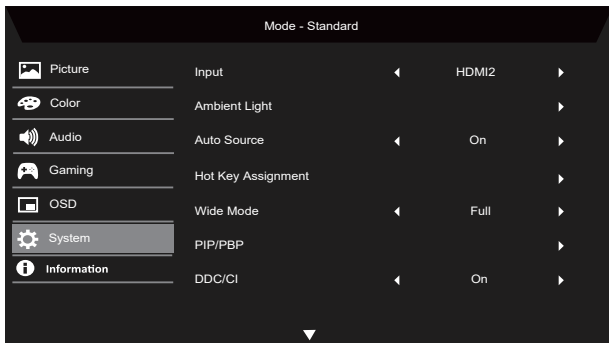 Mode - Standard
Picture
Color
Audio
Gaming
OSD
System
Information
Input HDMI2
Ambient Light
Auto Source On
Hot Key Assignment
Wide Mode Full
PIP/PBP
DDC/CI On